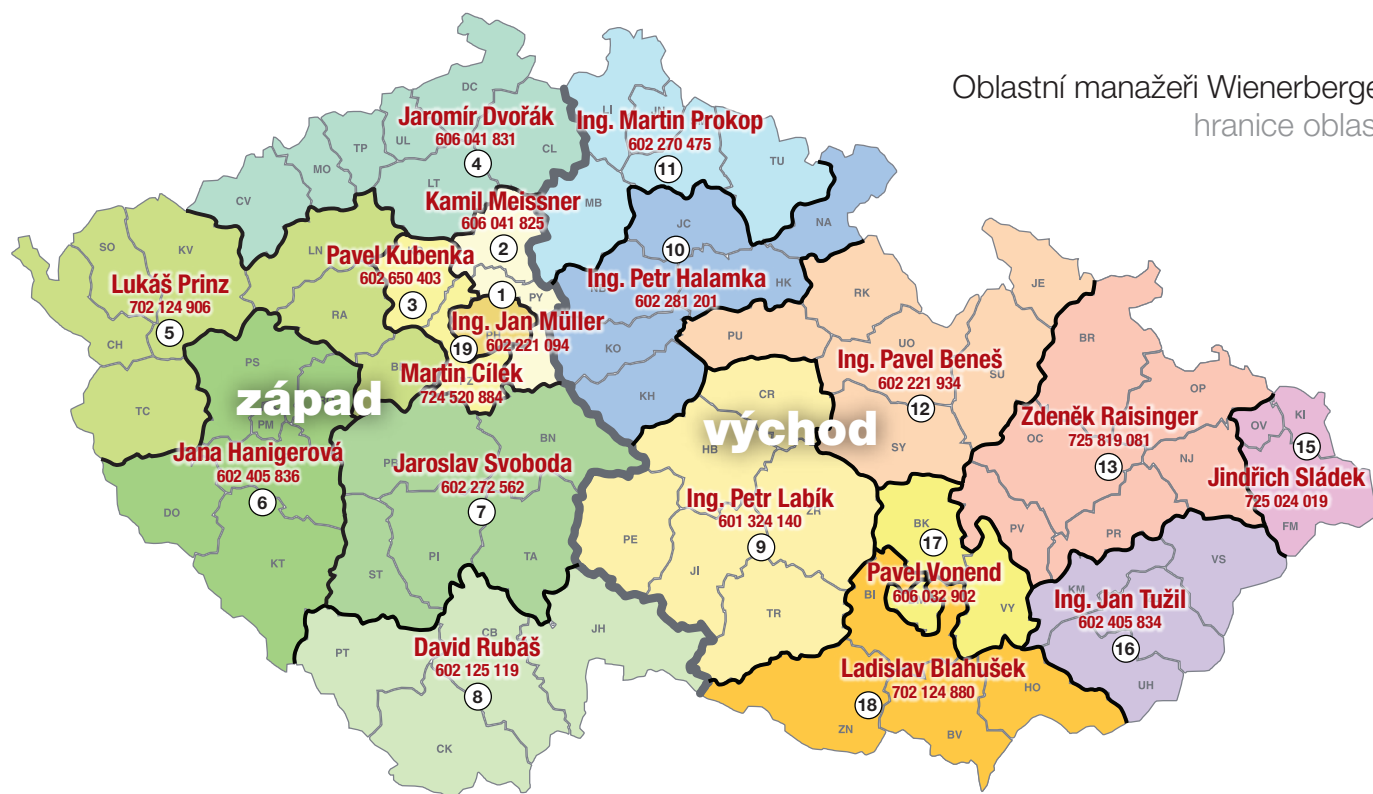 Oblastní manažeři Wienerberge
hranice oblas
DC
LI
JN
Jaromír Dvořák
606 041 831
4
UL
CL
TP
MO
LT
CV
Ing. Martin Prokop
602 270 475
11
TU
MB
NA
Kamil Meissner
606 041 825
2
SO
KV
LN
JC
10
Pavel Kubenka
602 650 403
3
Ing. Petr Halamka
602 281 201
HK
Lukáš Prinz
702 124 906
5
CH
RA
1
PY
RK
JE
Ing. Jan Müller
602 221 094
19
PS
KO
PU
UO
SU
BR
Ing. Pavel Beneš
602 221 934
12
Martin Cílek
724 520 884
TC
západ
KH
CR
východ
OP
PM
Zdeněk Raisinger
725 819 081
13
OC
KI
OV
15
BN
HB
SY
Jana Hanigerová
602 405 836
6
Jaroslav Svoboda
602 272 562
7
NJ
Jindřich Sládek
725 024 019
FM
Ing. Petr Labík
601 324 140
9
ZR
DO
PE
BK
17
PV
PR
KT
ST
PI
TA
JI
VS
Pavel Vonend
606 032 902
BI
VY
KM
Ing. Jan Tužil
602 405 834
16
TR
PT
CB
JH
David Rubáš
602 125 119
8
Ladislav Blahušek
702 124 880
18
HO
UH
CK
ZN
BV